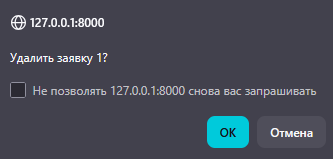 127.0.0.1:8000
Удалить заявку 1?
Не позволять 127.0.0.1:8000 снова вас запрашивать
OK
Отмена